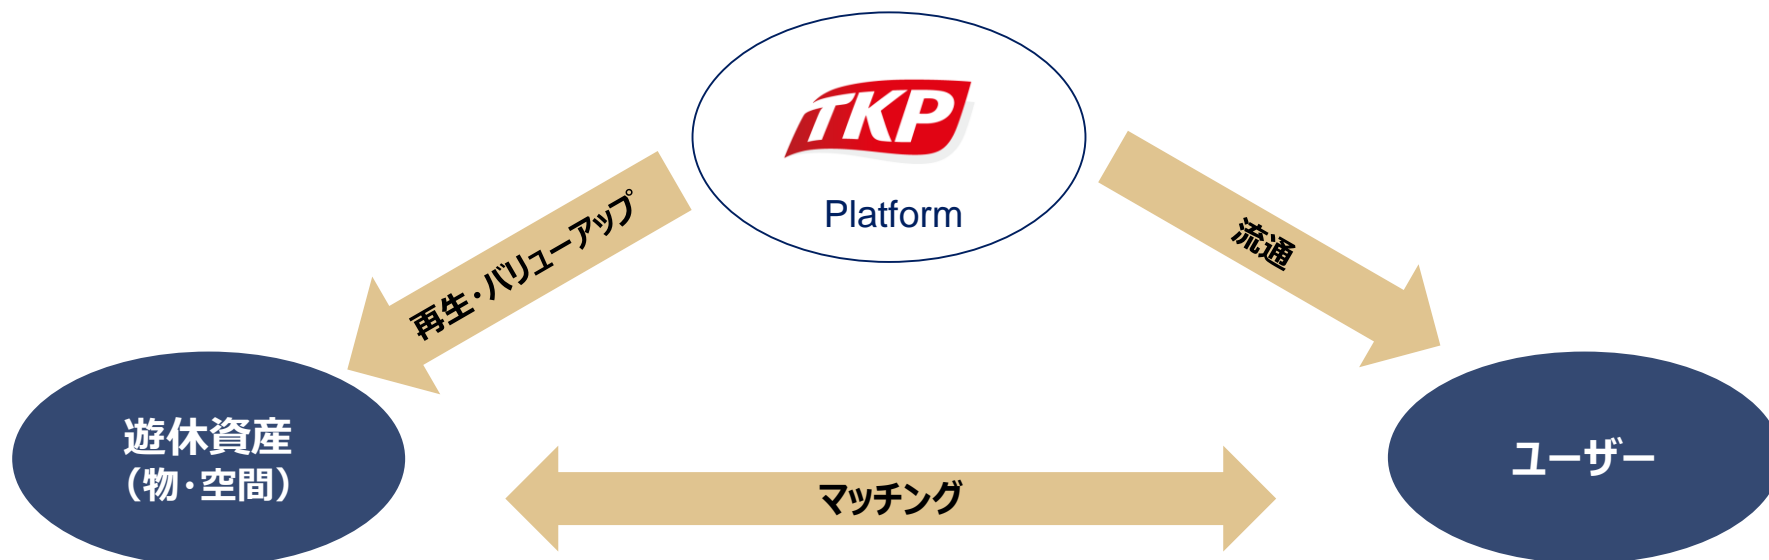 TKP
Platform
再生・バリューアップ
流通
遊休資産
（物・空間）
ユーザー
マッチング